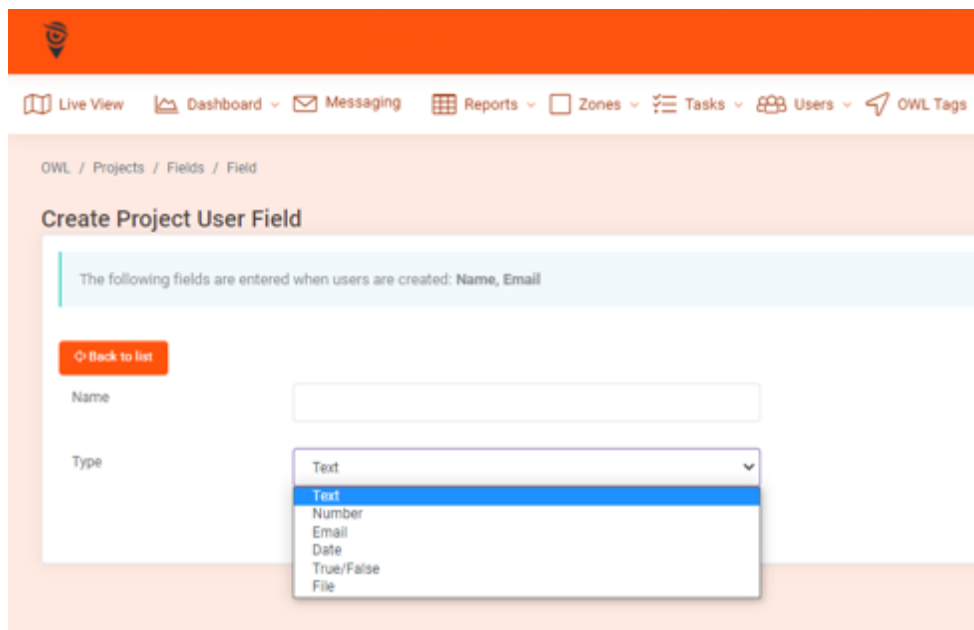 Live View Dashboard Messaging Reports Zones Tasks Users OWL Tags
OWL / Projects / Fields / Field
Create Project User Field
The following fields are entered when users are created: Name, Email
Back to list
Name
Type
Text
Text
Number
Email
Date
True/False
File